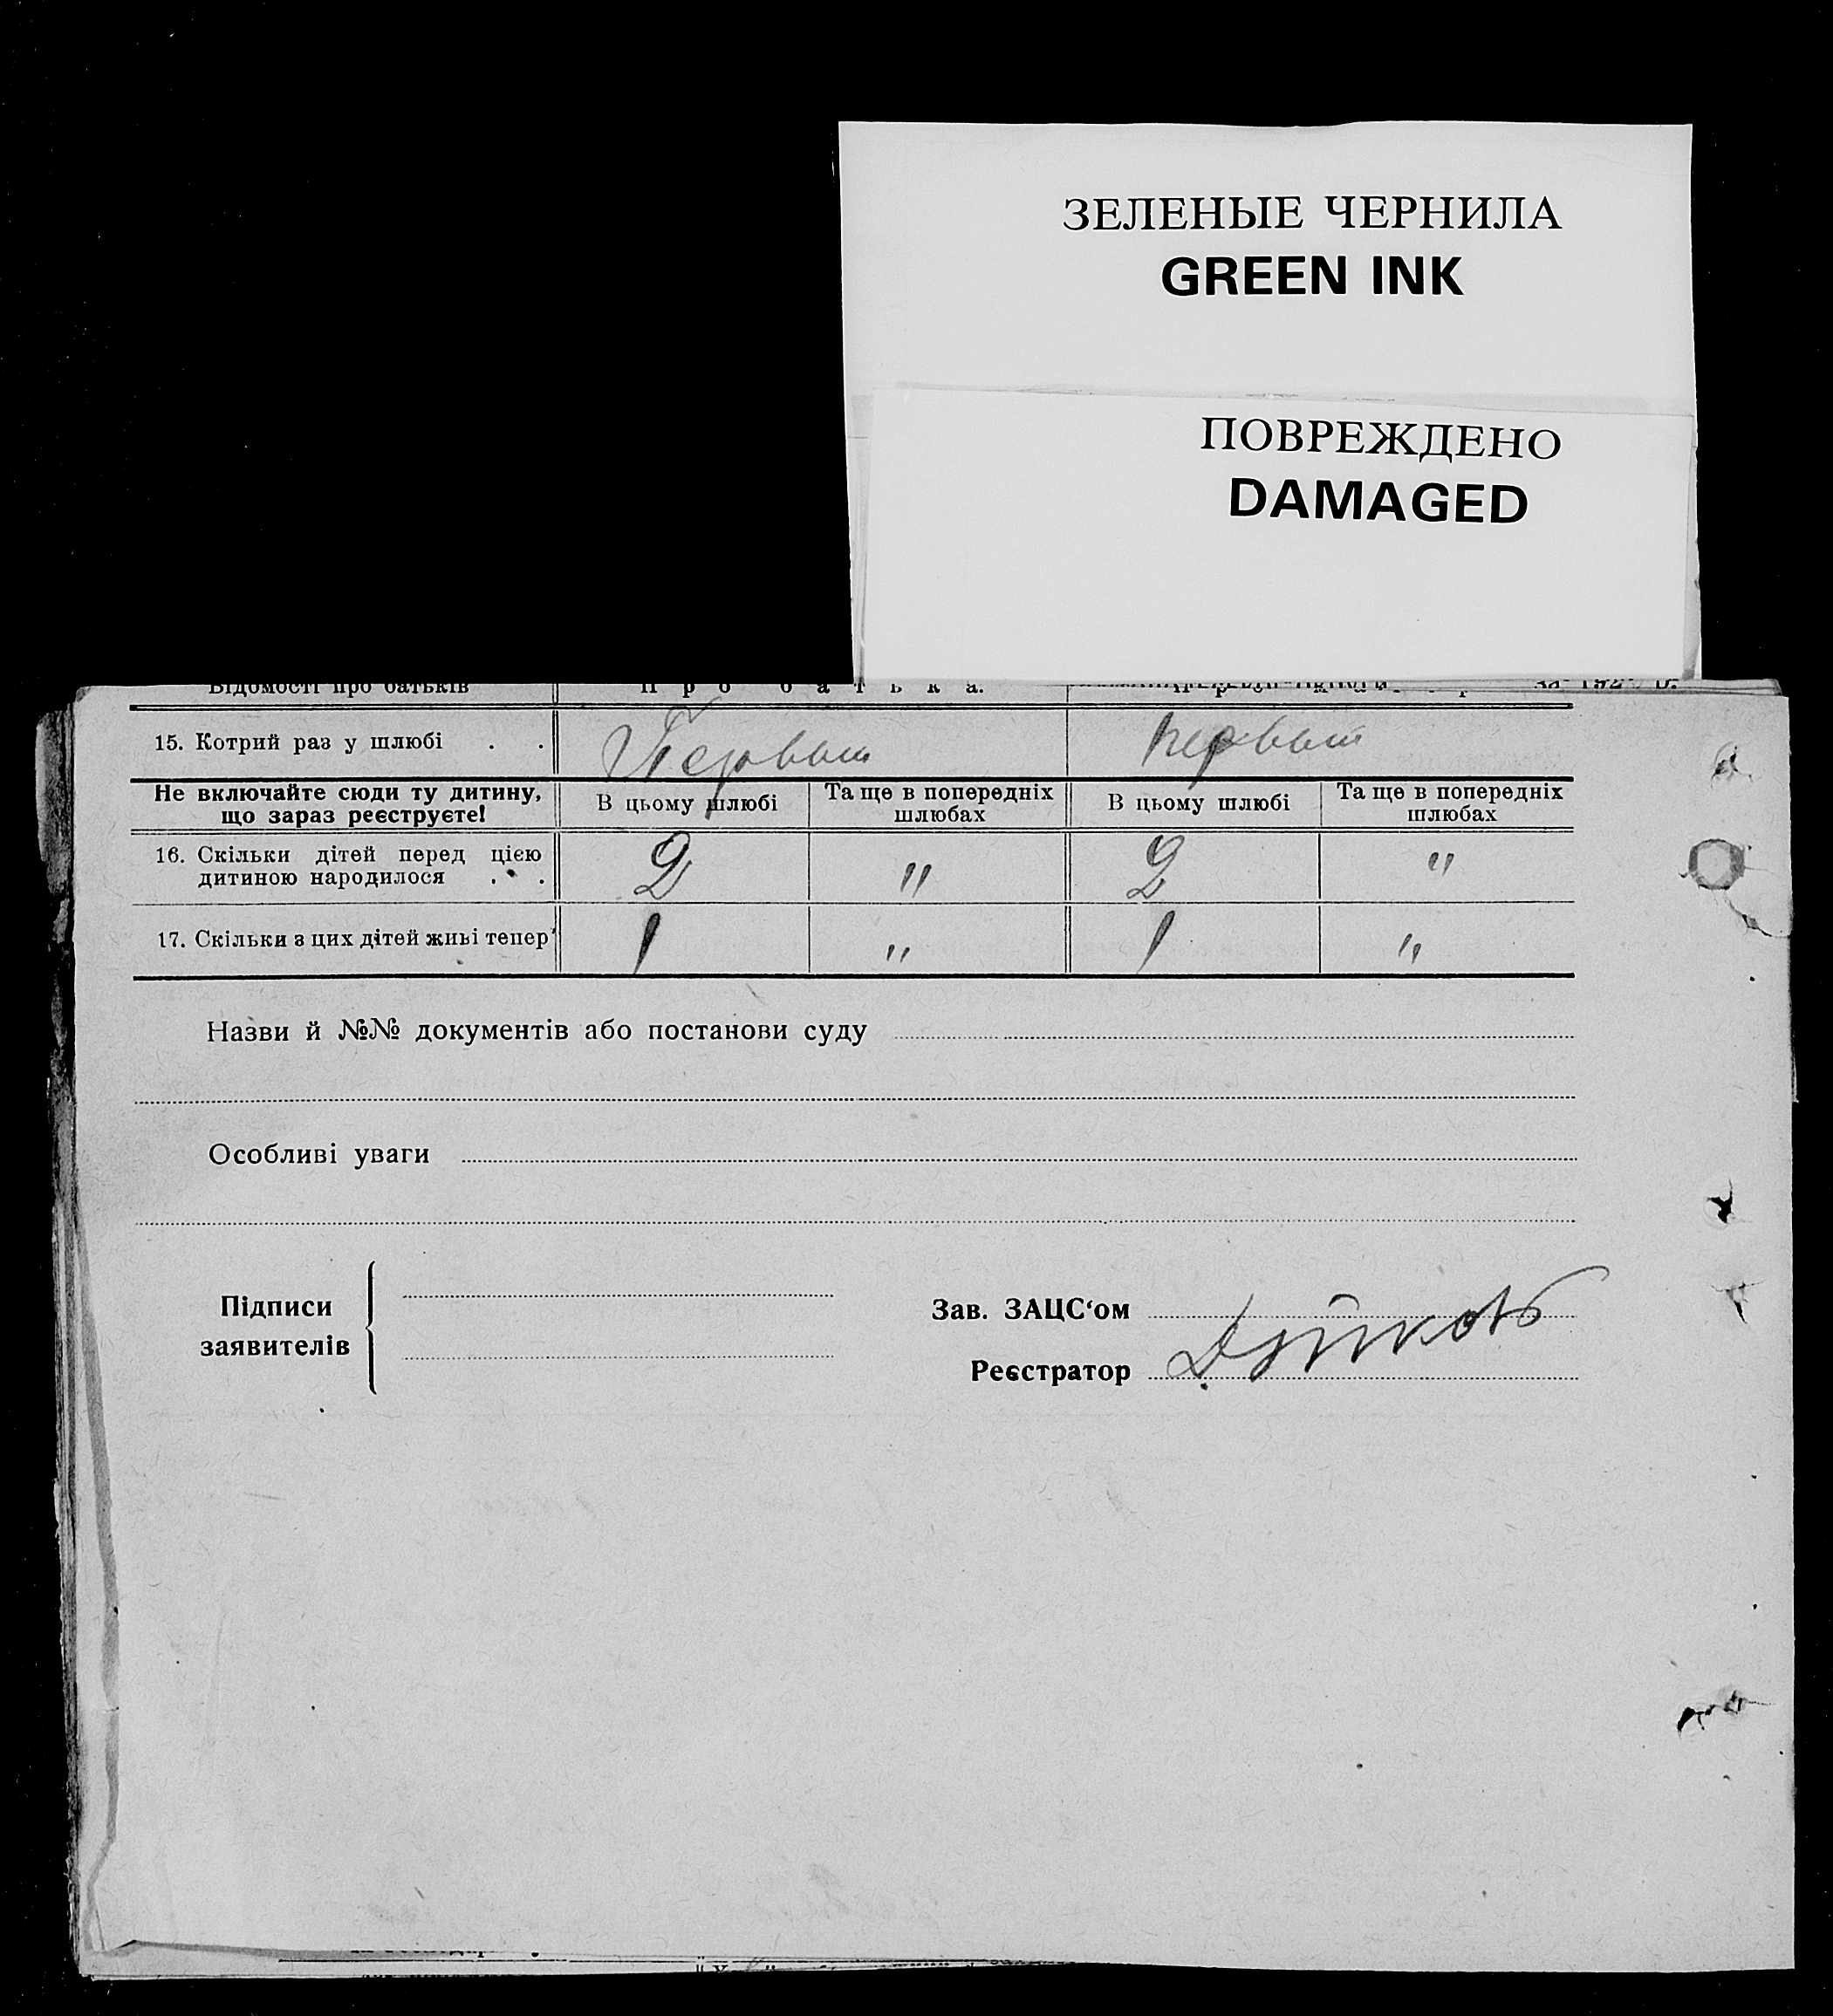 ЗЕЛЕНЫЕ ЧЕРНИЛА
GREEN INK
ПОВРЕЖДЕНО
DAMAGED
Відомості про батьків Про батька.
15. Котрий раз у шлюбі . . Первый первый
Не включайте сюди ту дитину, що зараз реєструєте! В цьому шлюбі Та ще в попередніх шлюбах В цьому шлюбі Та ще в попередніх шлюбах
16. Скільки дітей перед цією
дитиною народилося . . 2 " 2 "
17. Скільки з цих дітей живі тепер 1 " 1 "
Назви й №№ документів або постанови суду
Особливі уваги
Підписи
заявителів
Зав. ЗАЦС‘ом
Реєстратор